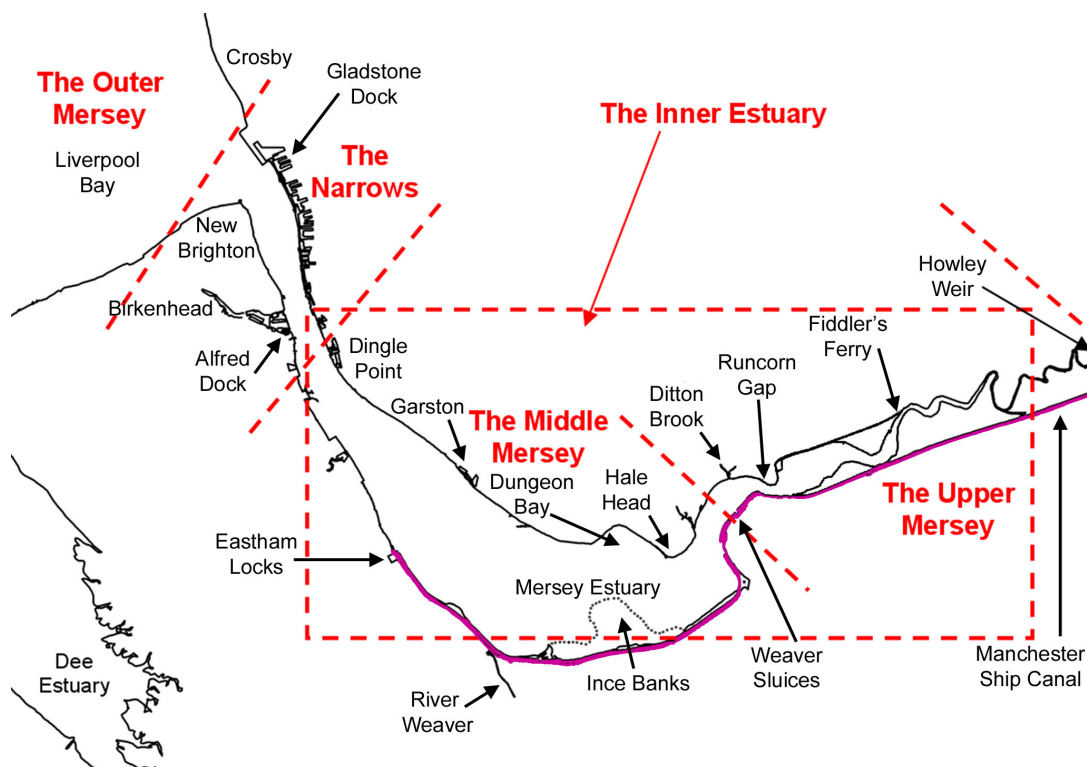 Crosby
The Outer
Mersey
Gladstone
Dock
The Inner Estuary
Liverpool
Bay
The
Narrows
New
Brighton
Howley
Weir
Birkenhead
Fiddler's
Ferry
Alfred
Dock
Dingle
Point
Runcorn
Gap
Ditton
Brook
Garston
The Middle
Mersey
Dungeon
Bay
Hale
Head
The Upper
Mersey
Eastham
Locks
Mersey Estuary
Dee
Estuary
Ince Banks
Weaver
Sluices
Manchester
Ship Canal
River
Weaver